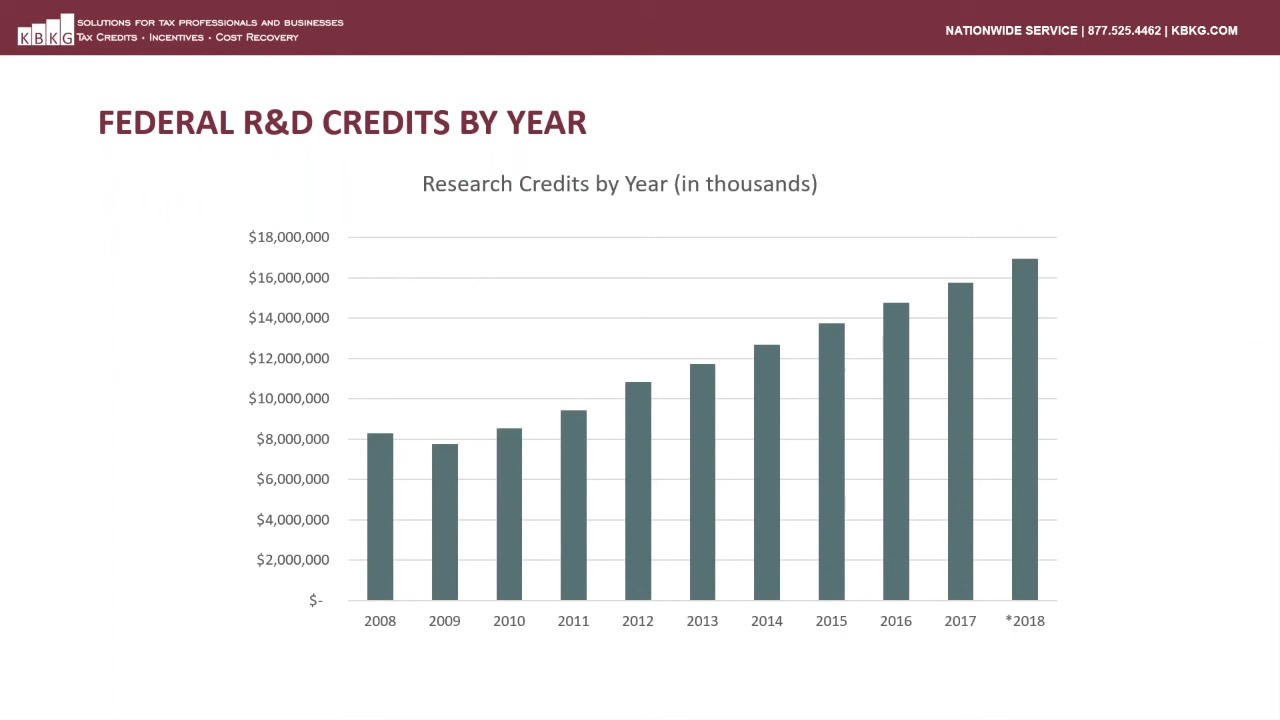 KBKG
SOLUTIONS FOR TAX PROFESSIONALS AND BUSINESSES
TAX CREDITS · INCENTIVES · COST RECOVERY
NATIONWIDE SERVICE | 877.525.4462 | KBKG.COM
FEDERAL R&D CREDITS BY YEAR
Research Credits by Year (in thousands)
$18,000,000
$16,000,000
$14,000,000
$12,000,000
$10,000,000
$8,000,000
$6,000,000
$4,000,000
$2,000,000
$-
2008 2009 2010 2011 2012 2013 2014 2015 2016 2017 *2018